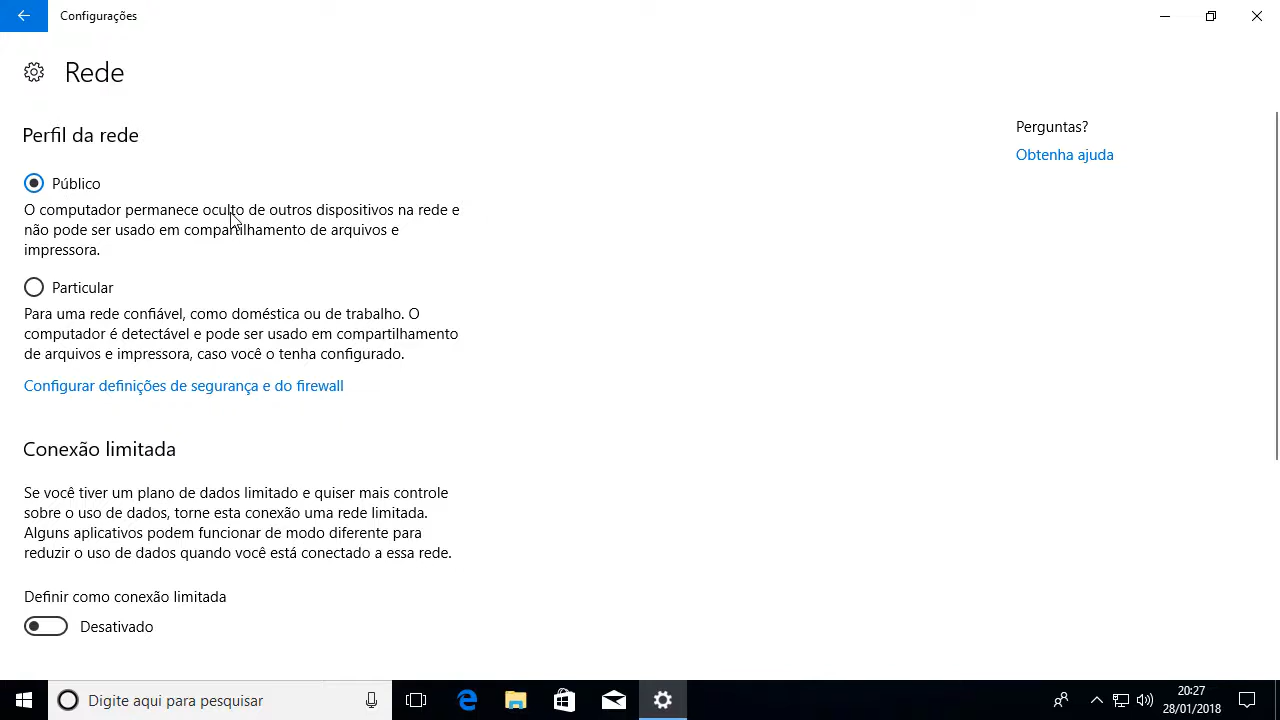 Configurações
Rede
Perfil da rede
Público
O computador permanece oculto de outros dispositivos na rede e
não pode ser usado em compartilhamento de arquivos e
impressora.
Particular
Para uma rede confiável, como doméstica ou de trabalho. O
computador é detectável e pode ser usado em compartilhamento
de arquivos e impressora, caso você o tenha configurado.
Configurar definições de segurança e do firewall
Conexão limitada
Se você tiver um plano de dados limitado e quiser mais controle
sobre o uso de dados, torne esta conexão uma rede limitada.
Alguns aplicativos podem funcionar de modo diferente para
reduzir o uso de dados quando você está conectado a essa rede.
Definir como conexão limitada
Desativado
Perguntas?
Obtenha ajuda
Digite aqui para pesquisar
20:27
28/01/2018